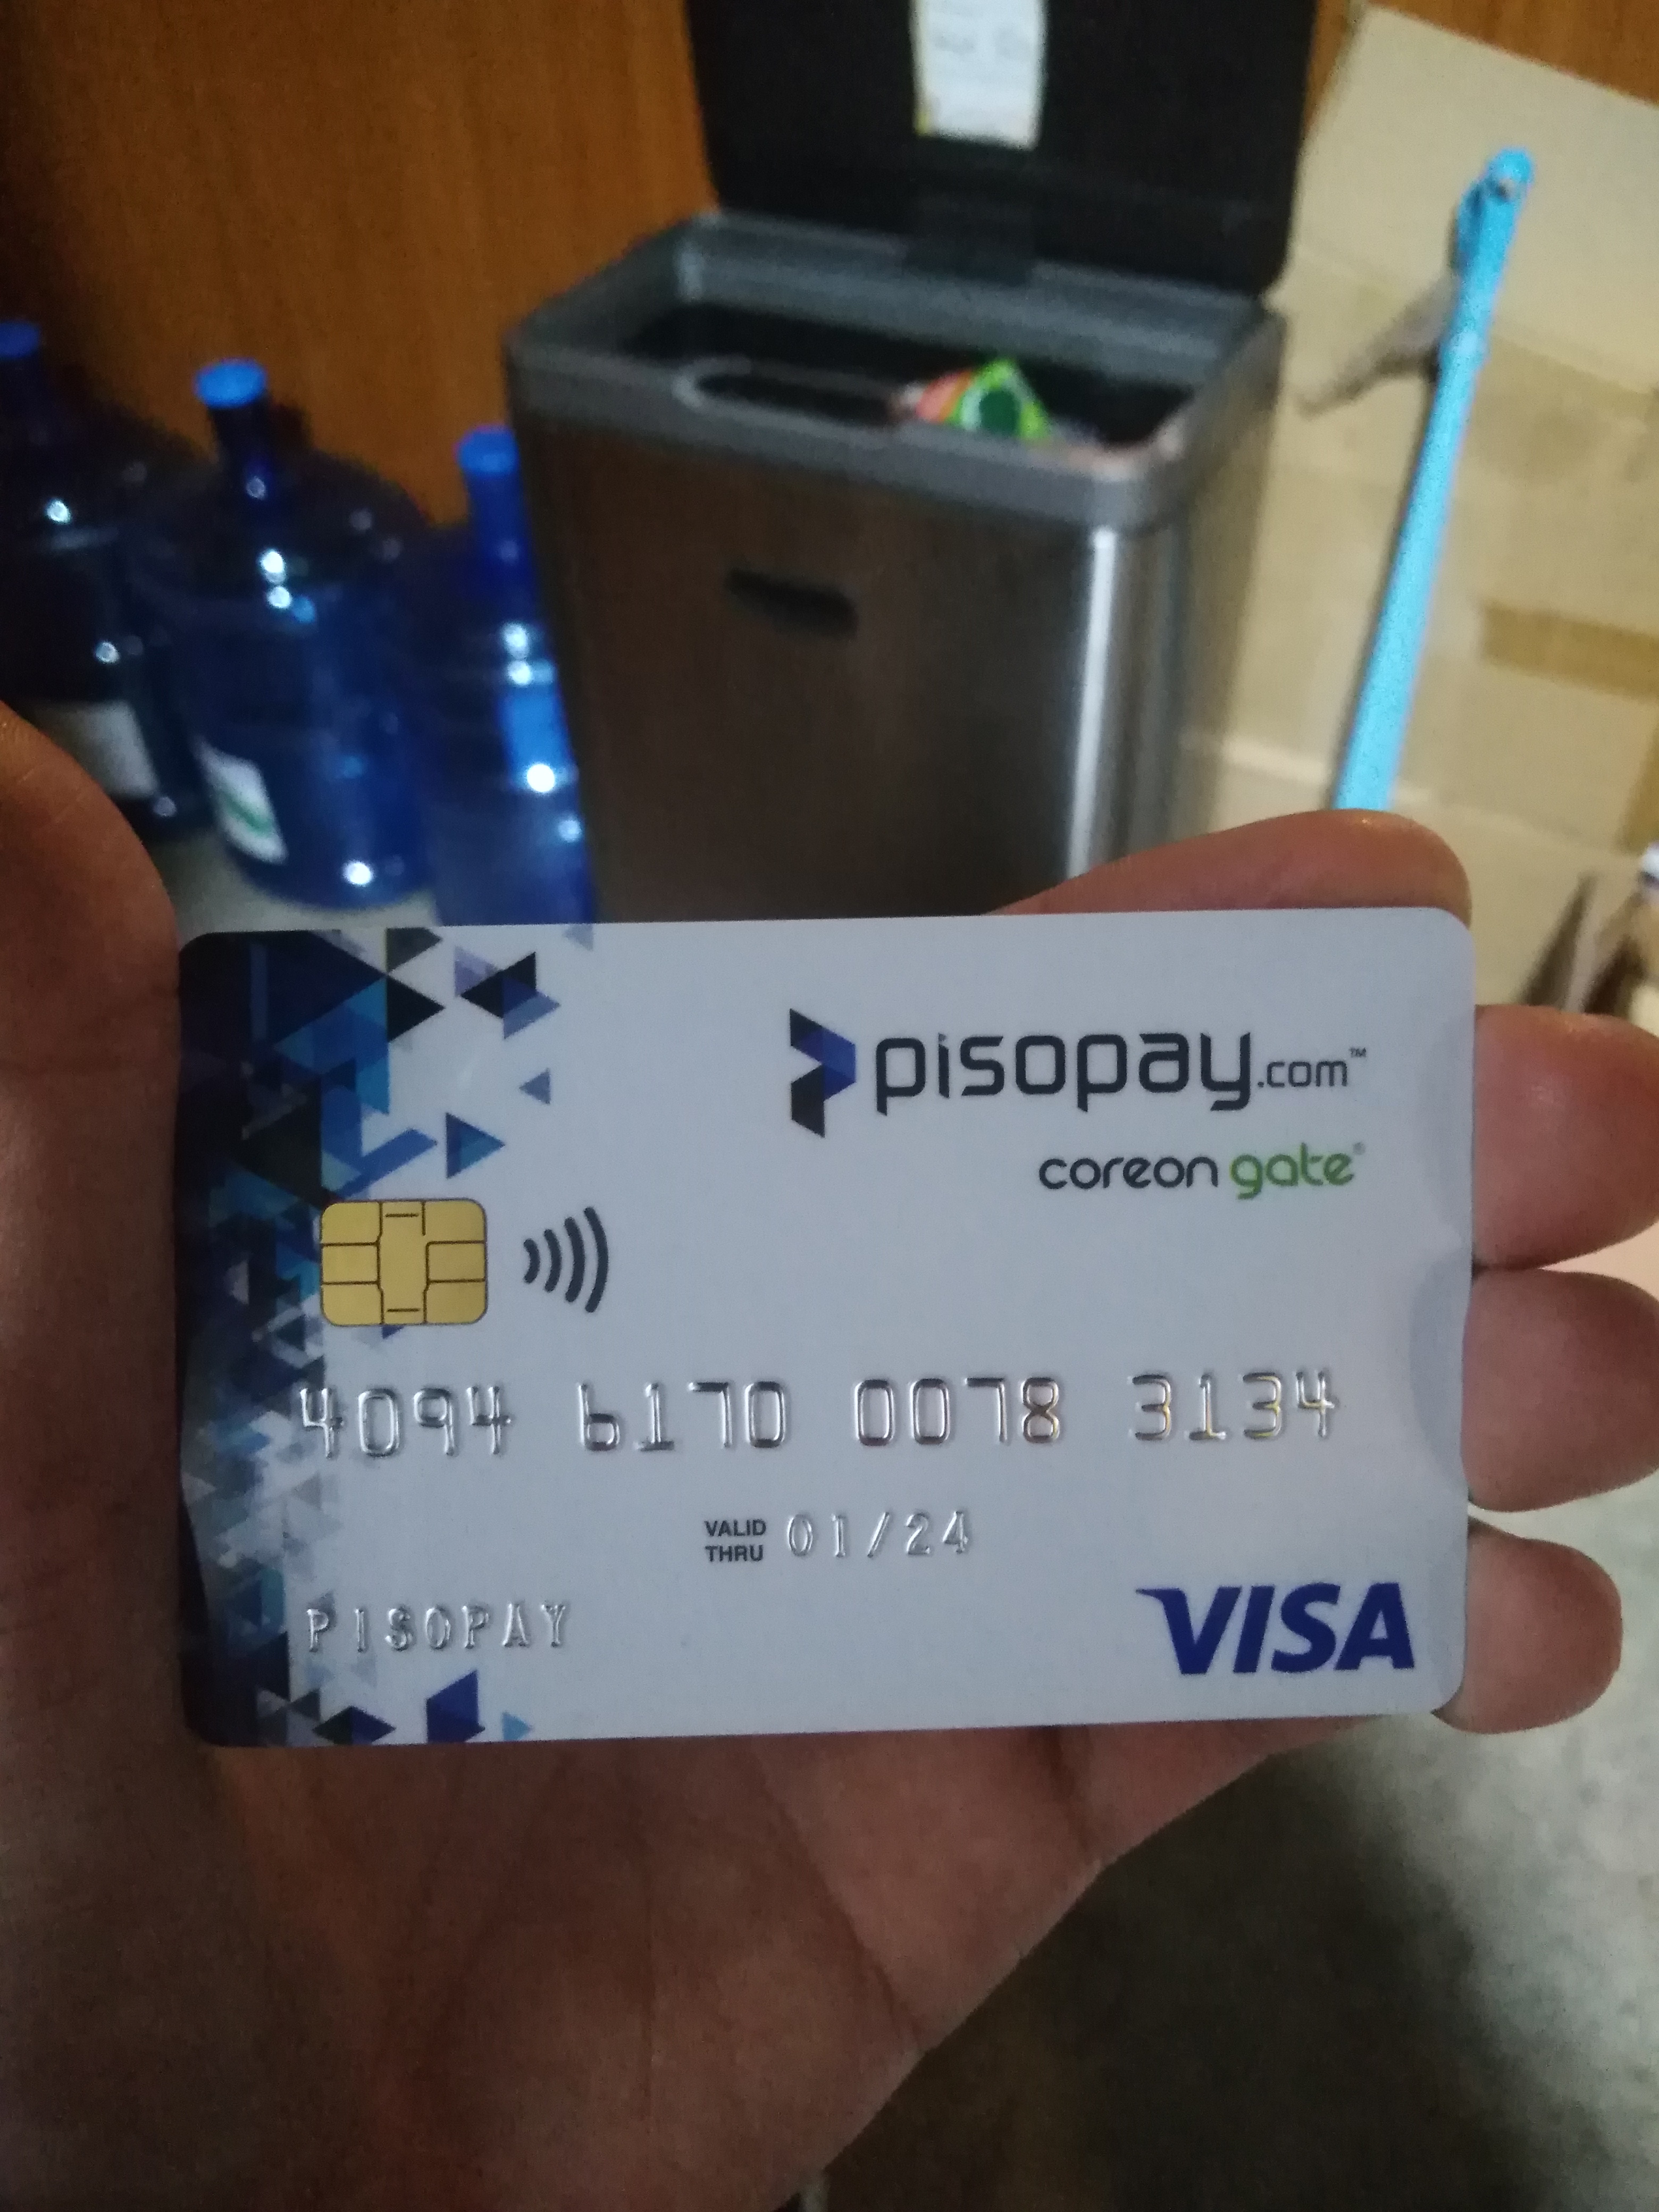 pisopay.com™
coreon gate®
4094 6170 0078 3134
VALID THRU 01/24
PISOPAY
VISA